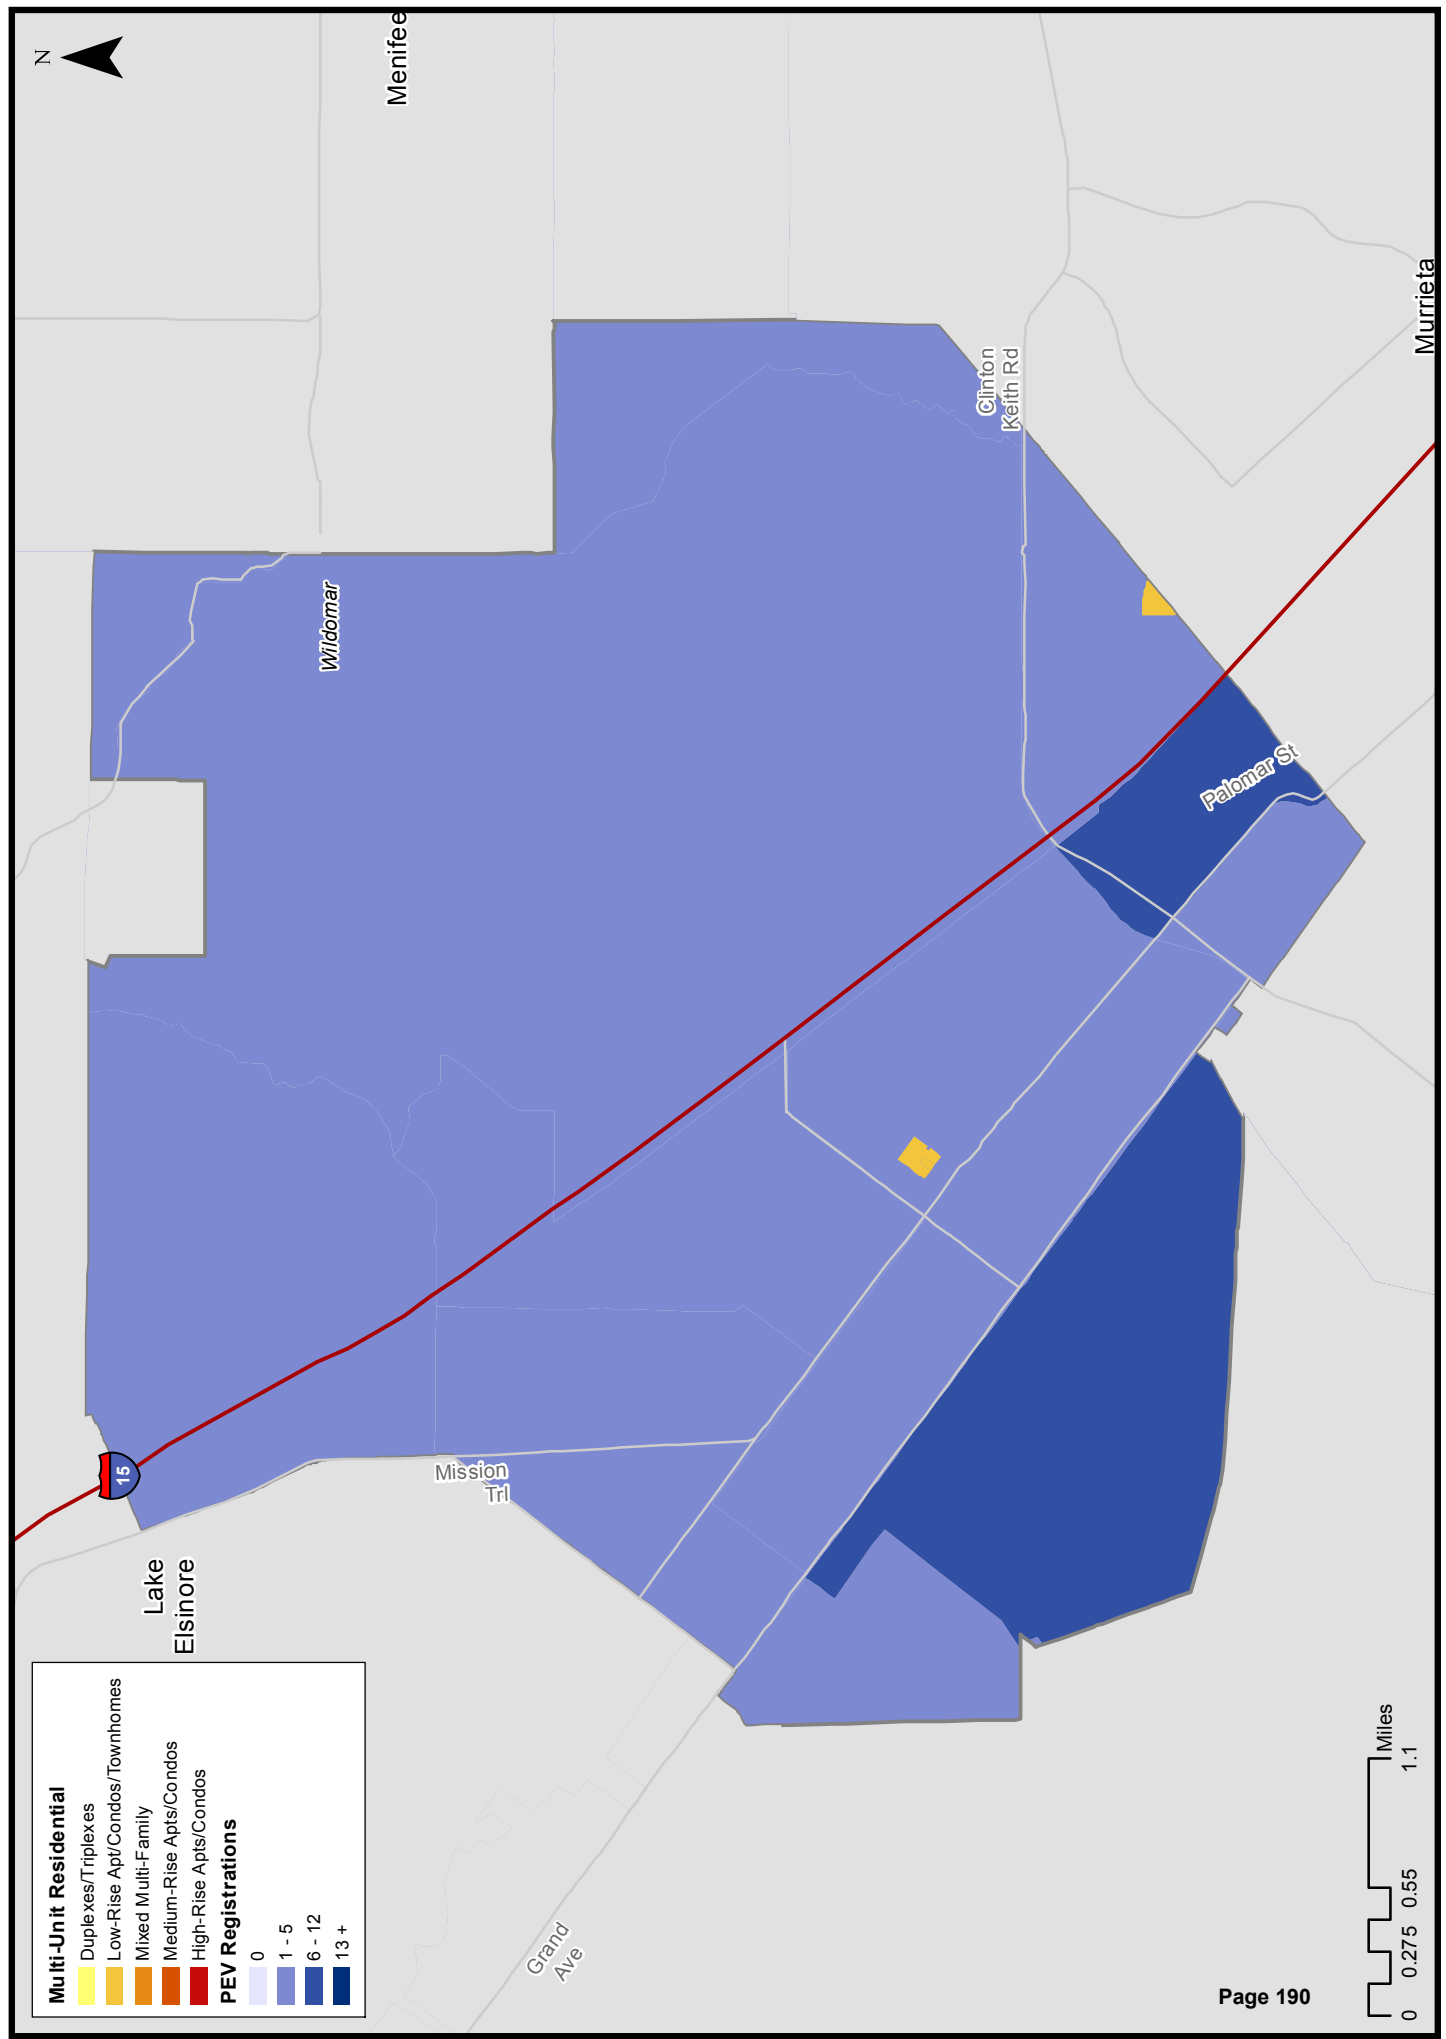 Multi-Unit Residential
Duplexes/Triplexes
Low-Rise Apt/Condos/Townhomes
Mixed Multi-Family
Medium-Rise Apts/Condos
High-Rise Apts/Condos
PEV Registrations
0
1 - 5
6 - 12
13 +
Lake
Elsinore
15
Wildomar
Menifee
N
Mission
Trl
Grand
Ave
Clinton
Keith Rd
Palomar St
Murrieta
Page 190
0 0.275 0.55 1.1
Miles